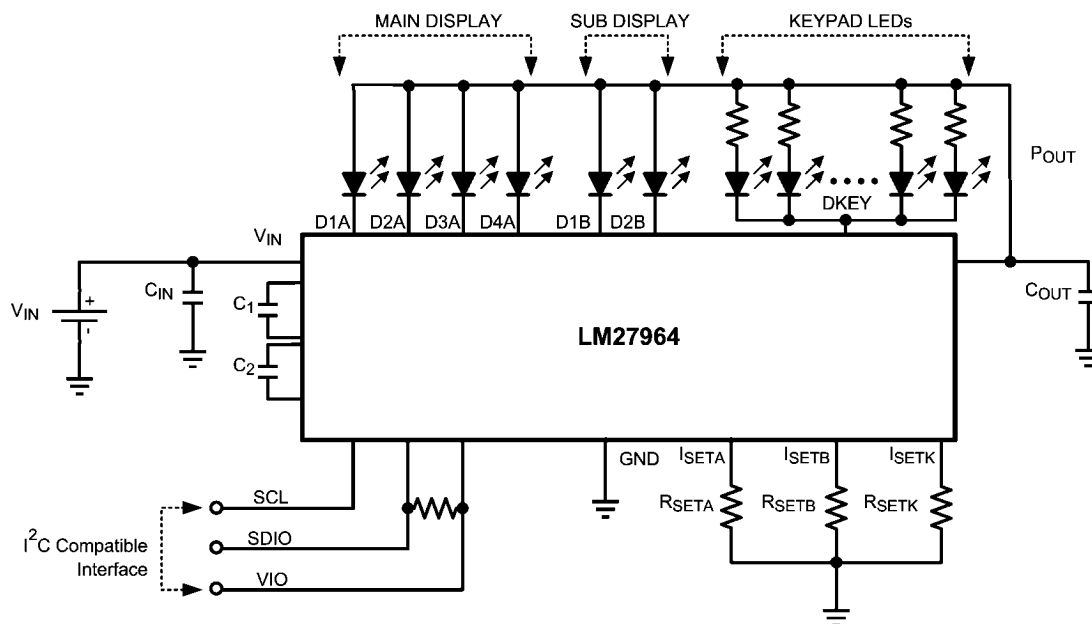 MAIN DISPLAY
SUB DISPLAY
KEYPAD LEDs
POUT
DKEY
D1A
D2A
D3A
D4A
D1B
D2B
VIN
CIN
C1
C2
VIN
+
-
COUT
LM27964
GND
ISETA
ISETB
ISETK
RSETA
RSETB
RSETK
SCL
SDIO
VIO
I2C Compatible
Interface